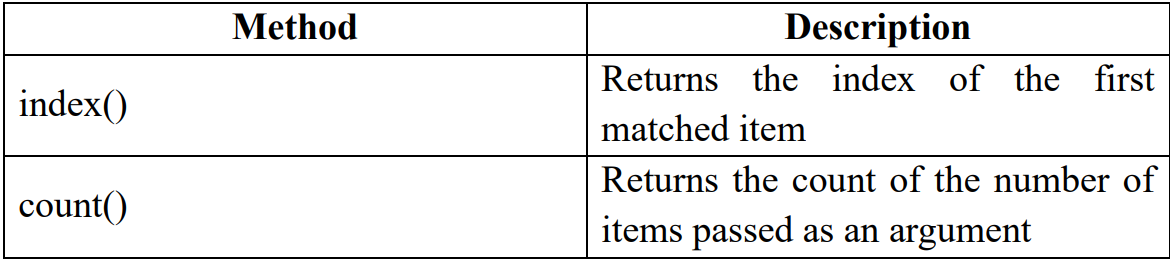 Method
Description
index()
Returns the index of the first
matched item
count()
Returns the count of the number of
items passed as an argument